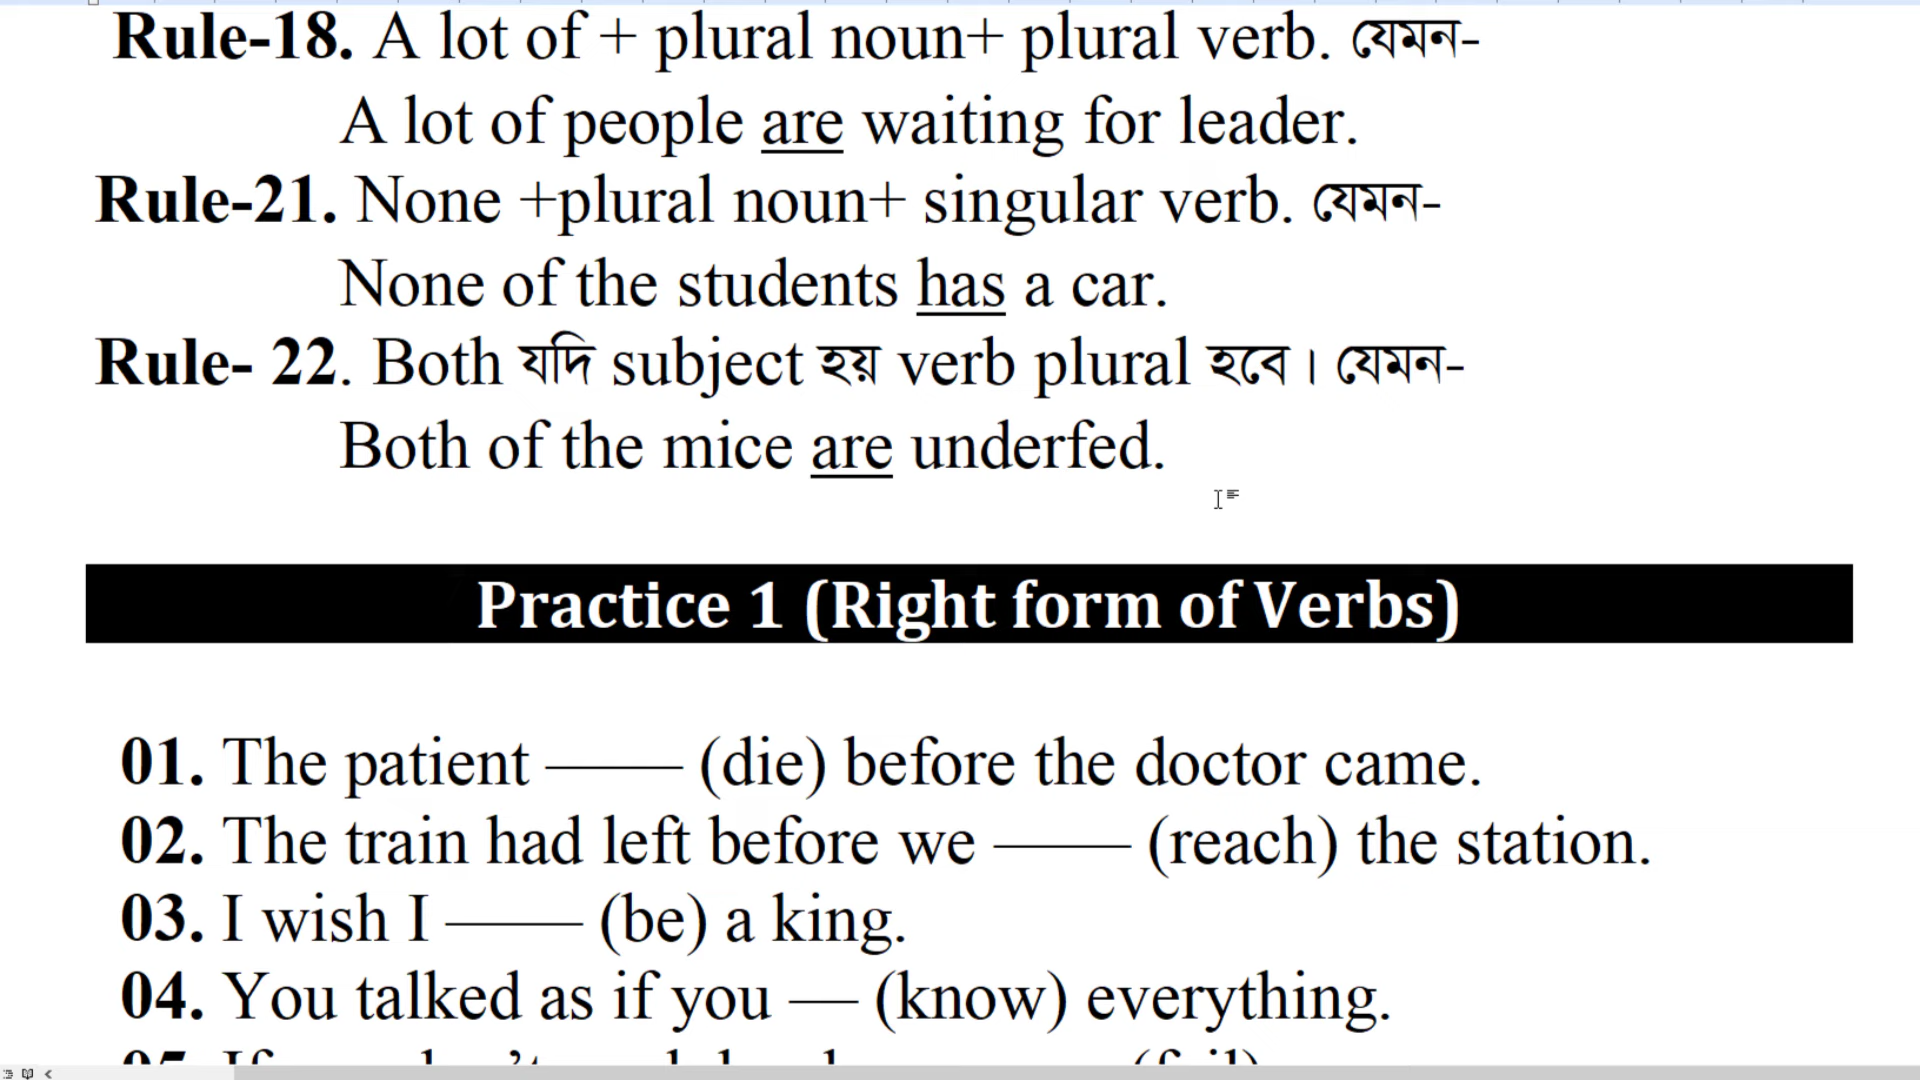 Rule-18. A lot of + plural noun+ plural verb. যেমন-
A lot of people are waiting for leader.
Rule-21. None +plural noun+ singular verb. যেমন-
None of the students has a car.
Rule- 22. Both যদি subject হয় verb plural হবে। যেমন-
Both of the mice are underfed.
Practice 1 (Right form of Verbs)
01. The patient —— (die) before the doctor came.
02. The train had left before we —— (reach) the station.
03. I wish I —— (be) a king.
04. You talked as if you — (know) everything.